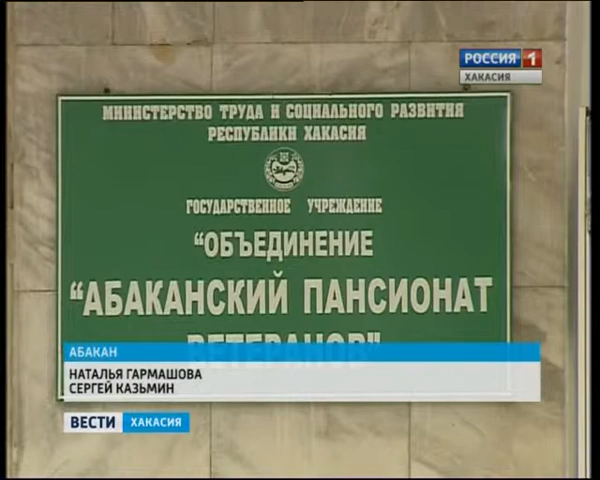 РОССИЯ 1
ХАКАСИЯ
МИНИСТЕРСТВО ТРУДА И СОЦИАЛЬНОГО РАЗВИТИЯ
РЕСПУБЛИКИ ХАКАСИЯ
ГОСУДАРСТВЕННОЕ УЧРЕЖДЕНИЕ
"ОБЪЕДИНЕНИЕ
"АБАКАНСКИЙ ПАНСИОНАТ
ВЕТЕРАНОВ"
АБАКАН
НАТАЛЬЯ ГАРМАШОВА
СЕРГЕЙ КАЗЬМИН
ВЕСТИ ХАКАСИЯ